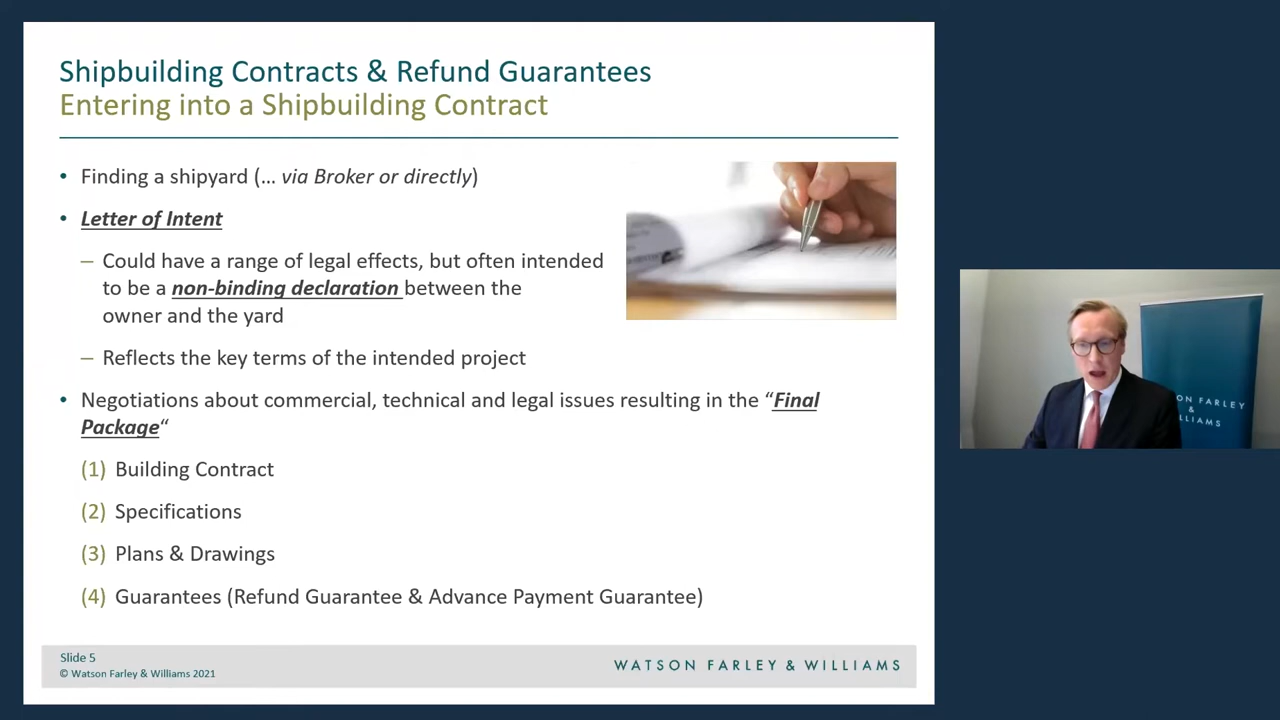 Shipbuilding Contracts & Refund Guarantees
Entering into a Shipbuilding Contract
• Finding a shipyard (... via Broker or directly)
• Letter of Intent
– Could have a range of legal effects, but often intended
to be a non-binding declaration between the
owner and the yard
– Reflects the key terms of the intended project
• Negotiations about commercial, technical and legal issues resulting in the “Final
Package“
(1) Building Contract
(2) Specifications
(3) Plans & Drawings
(4) Guarantees (Refund Guarantee & Advance Payment Guarantee)
Slide 5
© Watson Farley & Williams 2021
WATSON FARLEY & WILLIAMS
ON FARLEY
&
LLIAMS